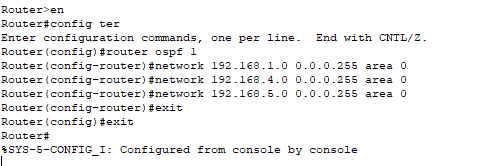 Router>en
Router#config ter
Enter configuration commands, one per line.  End with CNTL/Z.
Router(config)#router ospf 1
Router(config-router)#network 192.168.1.0 0.0.0.255 area 0
Router(config-router)#network 192.168.4.0 0.0.0.255 area 0
Router(config-router)#network 192.168.5.0 0.0.0.255 area 0
Router(config-router)#exit
Router(config)#exit
Router#
%SYS-5-CONFIG_I: Configured from console by console